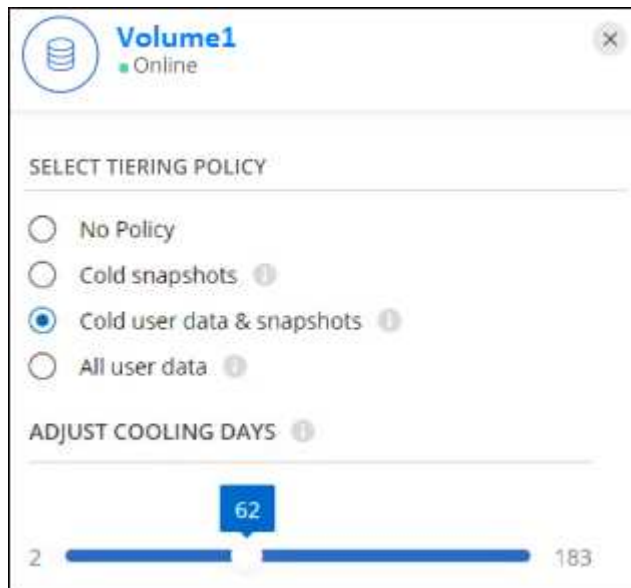 Volume1
Online
SELECT TIERING POLICY
No Policy
Cold snapshots
Cold user data & snapshots
All user data
ADJUST COOLING DAYS
62
2 183